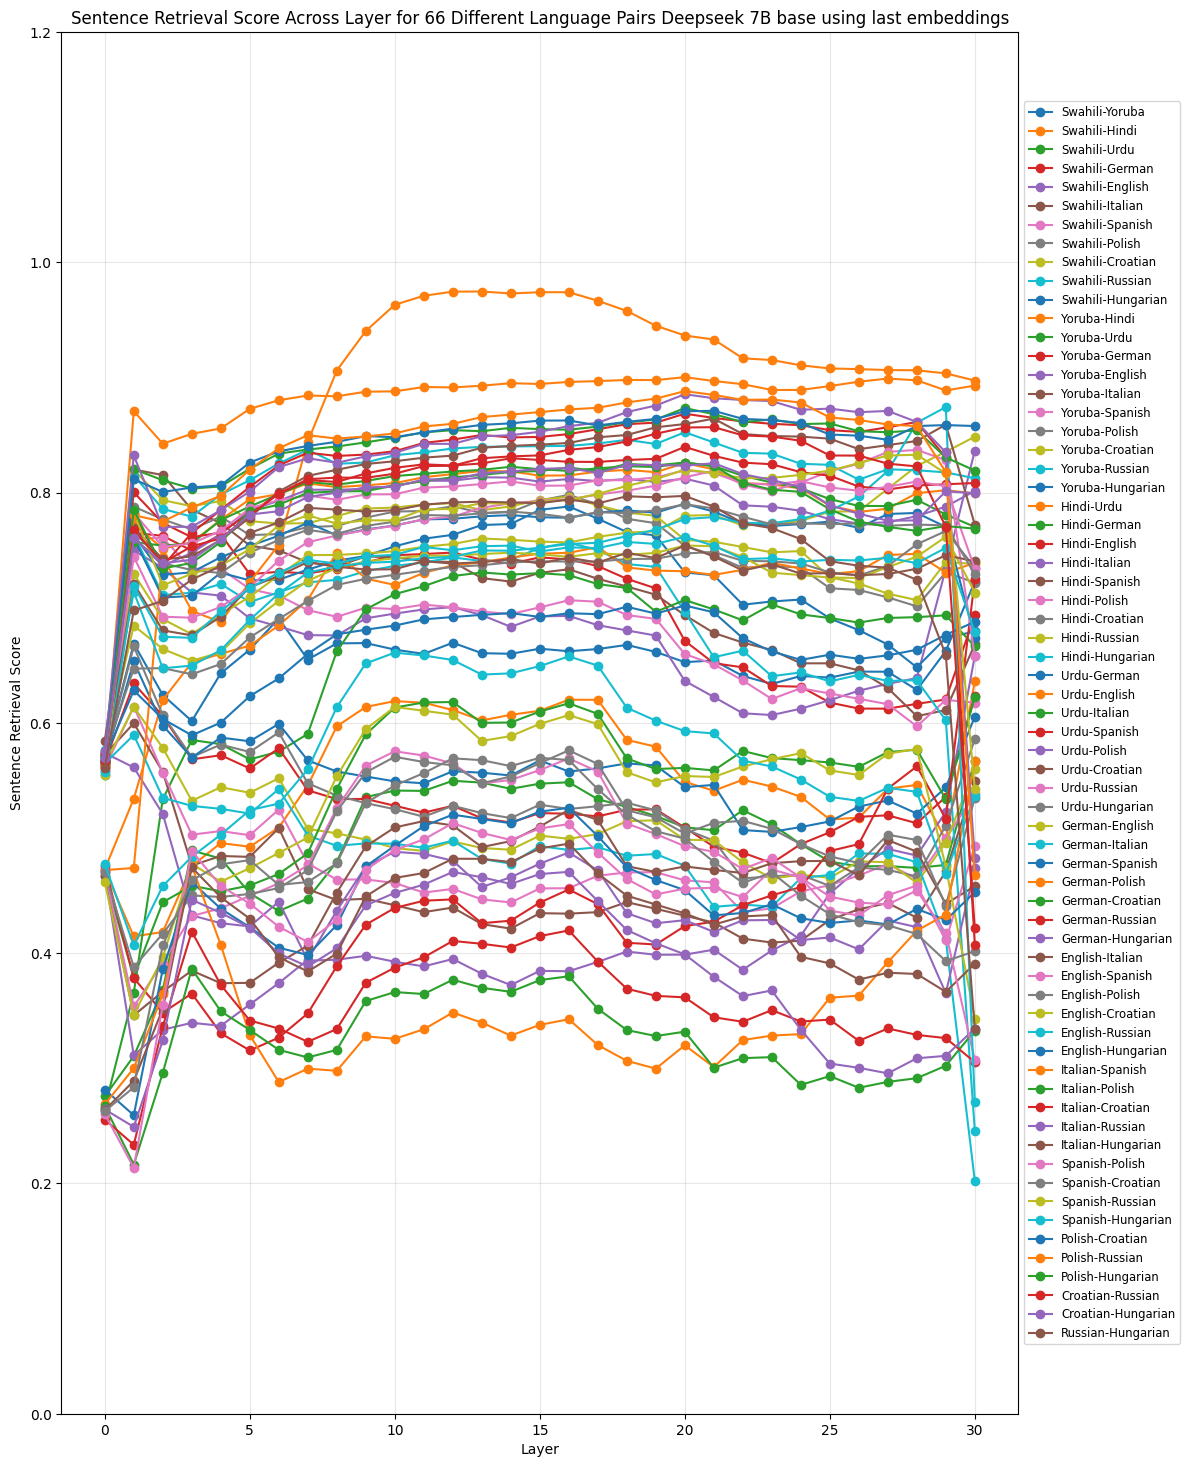 Sentence Retrieval Score Across Layer for 66 Different Language Pairs Deepseek 7B base using last embeddings
1.2
1.0
0.8
0.6
0.4
0.2
0.0
Sentence Retrieval Score
0 5 10 15 20 25 30
Layer
Swahili-Yoruba
Swahili-Hindi
Swahili-Urdu
Swahili-German
Swahili-English
Swahili-Italian
Swahili-Spanish
Swahili-Polish
Swahili-Croatian
Swahili-Russian
Swahili-Hungarian
Yoruba-Hindi
Yoruba-Urdu
Yoruba-German
Yoruba-English
Yoruba-Italian
Yoruba-Spanish
Yoruba-Polish
Yoruba-Croatian
Yoruba-Russian
Yoruba-Hungarian
Hindi-Urdu
Hindi-German
Hindi-English
Hindi-Italian
Hindi-Spanish
Hindi-Polish
Hindi-Croatian
Hindi-Russian
Hindi-Hungarian
Urdu-German
Urdu-English
Urdu-Italian
Urdu-Spanish
Urdu-Polish
Urdu-Croatian
Urdu-Russian
Urdu-Hungarian
German-English
German-Italian
German-Spanish
German-Polish
German-Croatian
German-Russian
German-Hungarian
English-Italian
English-Spanish
English-Polish
English-Croatian
English-Russian
English-Hungarian
Italian-Spanish
Italian-Polish
Italian-Croatian
Italian-Russian
Italian-Hungarian
Spanish-Polish
Spanish-Croatian
Spanish-Russian
Spanish-Hungarian
Polish-Croatian
Polish-Russian
Polish-Hungarian
Croatian-Russian
Croatian-Hungarian
Russian-Hungarian